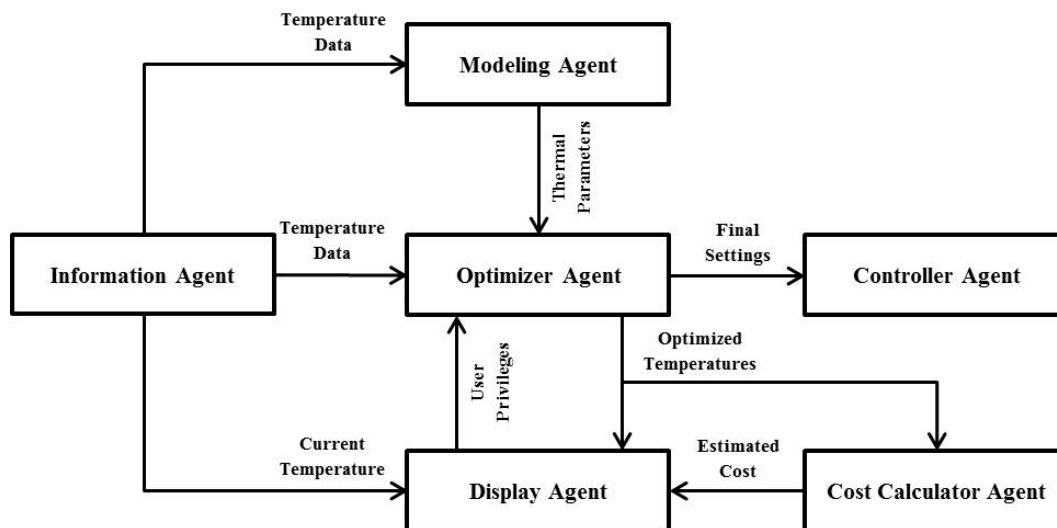 Temperature
Data
Modeling Agent
Thermal
Parameters
Temperature
Data
Final
Settings
Information Agent
Optimizer Agent
Controller Agent
Optimized
Temperatures
User
Privileges
Current
Temperature
Estimated
Cost
Display Agent
Cost Calculator Agent